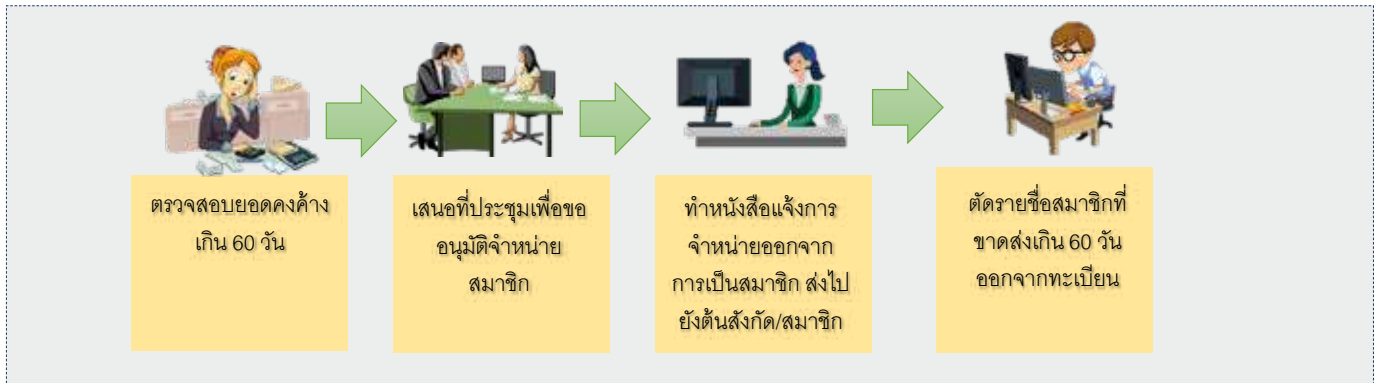 ตรวจสอบยอดคงค้าง
เกิน 60 วัน
เสนอที่ประชุมเพื่อขอ
อนุมัติจำหน่าย
สมาชิก
ทำหนังสือแจ้งการ
จำหน่ายออกจาก
การเป็นสมาชิก ส่งไป
ยังต้นสังกัด/สมาชิก
ตัดรายชื่อสมาชิกที่
ขาดส่งเกิน 60 วัน
ออกจากทะเบียน